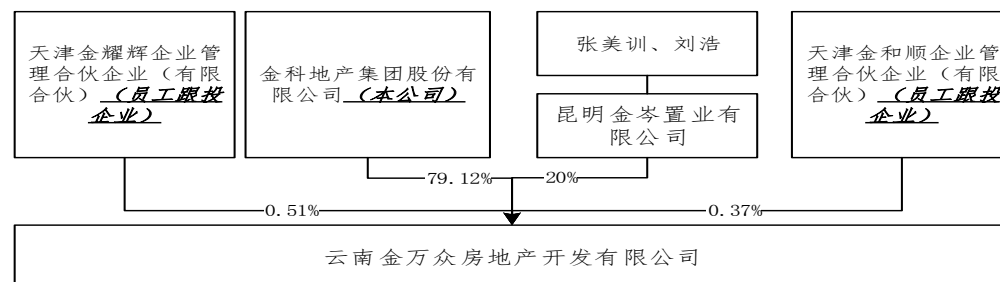 天津金耀辉企业管
理合伙企业（有限
合伙）（员工跟投
企业）
金科地产集团股份有
限公司（本公司）
张美训、刘浩
昆明金岑置业有
限公司
天津金和顺企业管
理合伙企业（有限
合伙）（员工跟投
企业）
79.12%
20%
0.51%
0.37%
云南金万众房地产开发有限公司